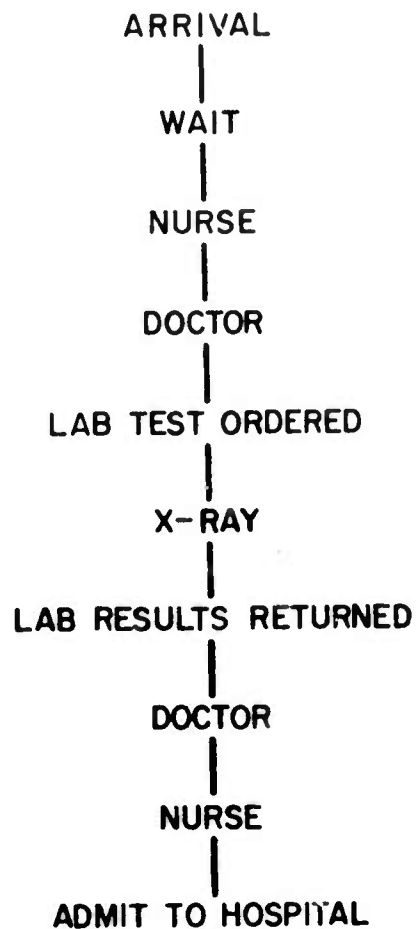 ARRIVAL
WAIT
NURSE
DOCTOR
LAB TEST ORDERED
X-RAY
LAB RESULTS RETURNED
DOCTOR
NURSE
ADMIT TO HOSPITAL